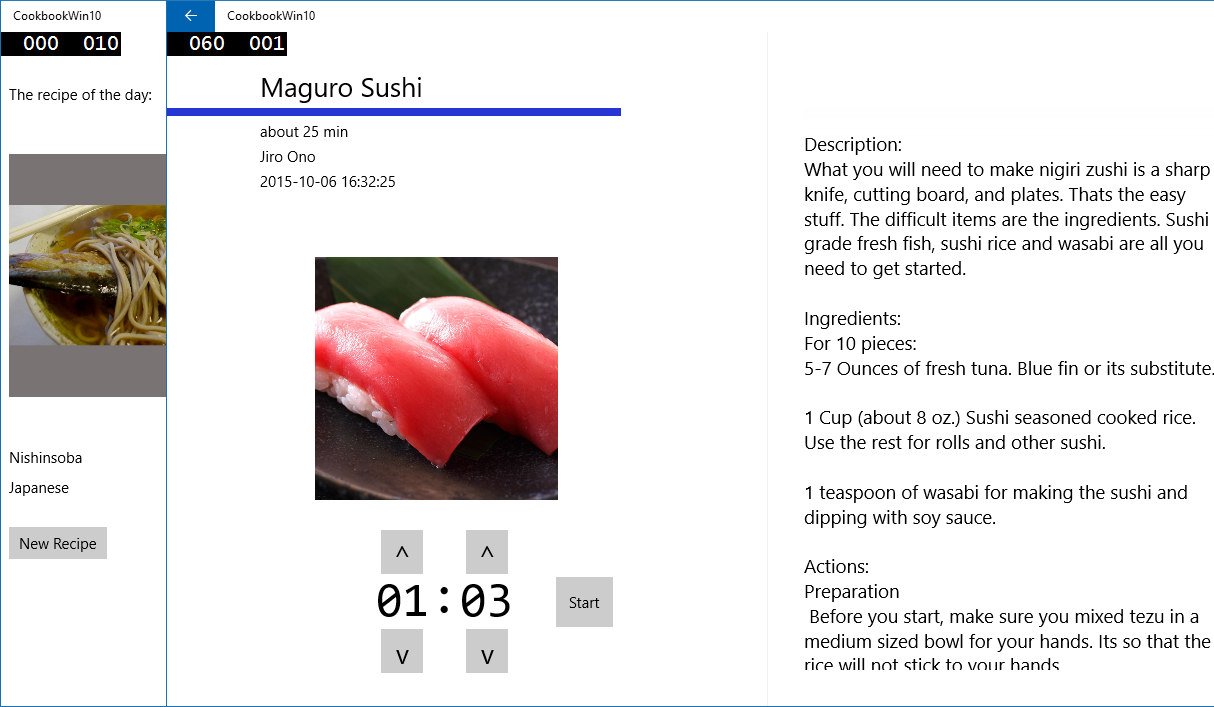 CookbookWin10
000 010
The recipe of the day:
Nishinsoba
Japanese
New Recipe
←
CookbookWin10
060 001
Maguro Sushi
about 25 min
Jiro Ono
2015-10-06 16:32:25
^ ^
01:03
Start
v v
Description:
What you will need to make nigiri zushi is a sharp
knife, cutting board, and plates. Thats the easy
stuff. The difficult items are the ingredients. Sushi
grade fresh fish, sushi rice and wasabi are all you
need to get started.
Ingredients:
For 10 pieces:
5-7 Ounces of fresh tuna. Blue fin or its substitute.
1 Cup (about 8 oz.) Sushi seasoned cooked rice.
Use the rest for rolls and other sushi.
1 teaspoon of wasabi for making the sushi and
dipping with soy sauce.
Actions:
Preparation
Before you start, make sure you mixed tezu in a
medium sized bowl for your hands. Its so that the
rice will not stick to your hands